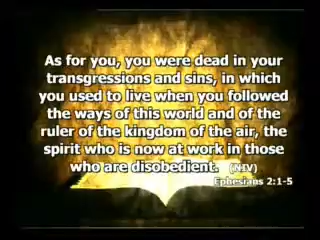 As for you, you were dead in your
transgressions and sins, in which
you used to live when you followed
the ways of this world and of the
ruler of the kingdom of the air, the
spirit who is now at work in those
who are disobedient. (NIV)
Ephesians 2:1-5